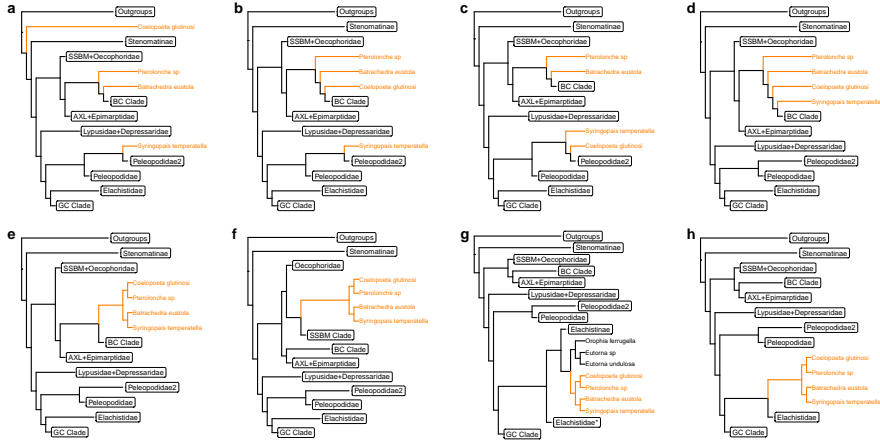 a
Outgroups
Coelopoeta glutinosi
Stenomatinae
SSBM+Oecophoridae
Pterolonche sp
Batrachedra eustola
BC Clade
AXL+Epimarptidae
Lypusidae+Depressaridae
Syringopais temperatella
Peleopodidae2
Peleopodidae
Elachistidae
GC Clade
b
Outgroups
Stenomatinae
SSBM+Oecophoridae
Pterolonche sp
Batrachedra eustola
Coelopoeta glutinosi
BC Clade
AXL+Epimarptidae
Lypusidae+Depressaridae
Syringopais temperatella
Peleopodidae2
Peleopodidae
Elachistidae
GC Clade
c
Outgroups
Stenomatinae
SSBM+Oecophoridae
Pterolonche sp
Batrachedra eustola
BC Clade
AXL+Epimarptidae
Lypusidae+Depressaridae
Syringopais temperatella
Coelopoeta glutinosi
Peleopodidae2
Peleopodidae
Elachistidae
GC Clade
d
Outgroups
Stenomatinae
SSBM+Oecophoridae
Pterolonche sp
Batrachedra eustola
Coelopoeta glutinosi
Syringopais temperatella
BC Clade
AXL+Epimarptidae
Lypusidae+Depressaridae
Peleopodidae2
Peleopodidae
Elachistidae
GC Clade
e
Outgroups
Stenomatinae
SSBM+Oecophoridae
Coelopoeta glutinosi
Pterolonche sp
Batrachedra eustola
Syringopais temperatella
BC Clade
AXL+Epimarptidae
Lypusidae+Depressaridae
Peleopodidae2
Peleopodidae
Elachistidae
GC Clade
f
Outgroups
Stenomatinae
Oecophoridae
Coelopoeta glutinosi
Pterolonche sp
Batrachedra eustola
Syringopais temperatella
SSBM Clade
BC Clade
AXL+Epimarptidae
Lypusidae+Depressaridae
Peleopodidae2
Peleopodidae
Elachistidae
GC Clade
g
Outgroups
Stenomatinae
SSBM+Oecophoridae
BC Clade
AXL+Epimarptidae
Lypusidae+Depressaridae
Peleopodidae2
Peleopodidae
Elachistinae
Orophia ferrugella
Eutorna sp
Eutorna undulosa
Coelopoeta glutinosi
Pterolonche sp
Batrachedra eustola
Syringopais temperatella
Elachistidae*
GC Clade
h
Outgroups
Stenomatinae
SSBM+Oecophoridae
BC Clade
AXL+Epimarptidae
Lypusidae+Depressaridae
Peleopodidae2
Peleopodidae
Coelopoeta glutinosi
Pterolonche sp
Batrachedra eustola
Syringopais temperatella
Elachistidae
GC Clade